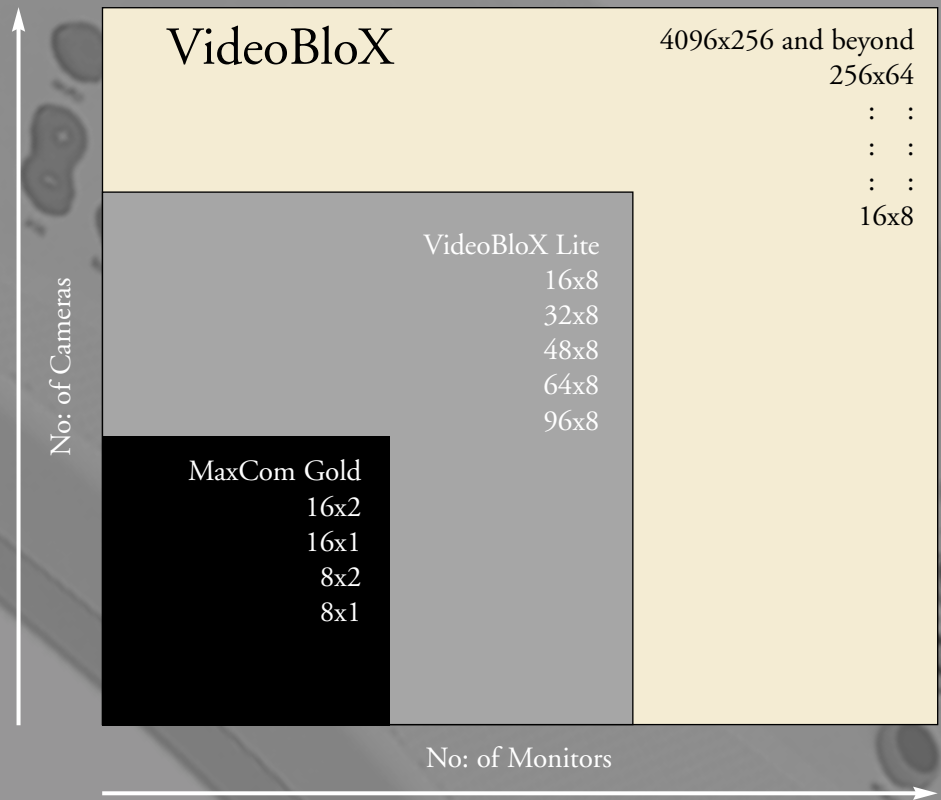 VideoBloX
4096x256 and beyond
256x64
: :
: :
: :
16x8
VideoBloX Lite
16x8
32x8
48x8
64x8
96x8
MaxCom Gold
16x2
16x1
8x2
8x1
No: of Cameras
No: of Monitors